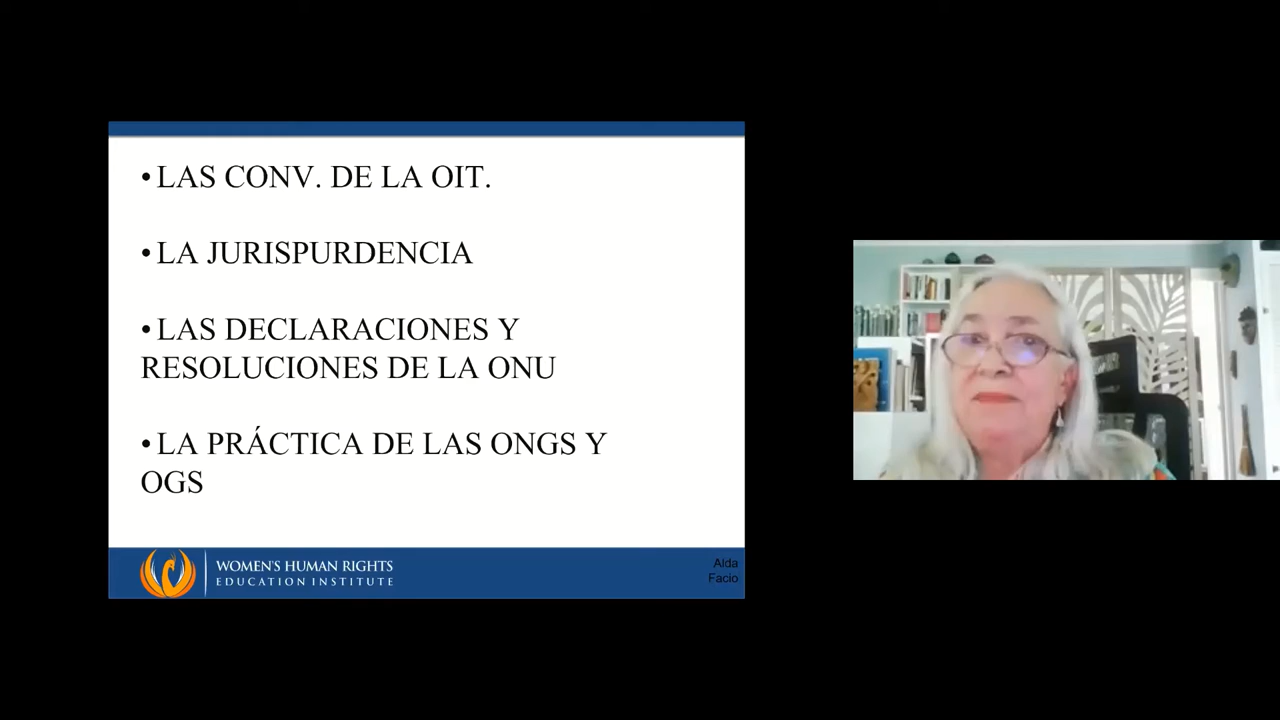 • LAS CONV. DE LA OIT.
• LA JURISPURDENCIA
• LAS DECLARACIONES Y
RESOLUCIONES DE LA ONU
• LA PRÁCTICA DE LAS ONGS Y
OGS
WOMEN'S HUMAN RIGHTS
EDUCATION INSTITUTE
Alda
Facio